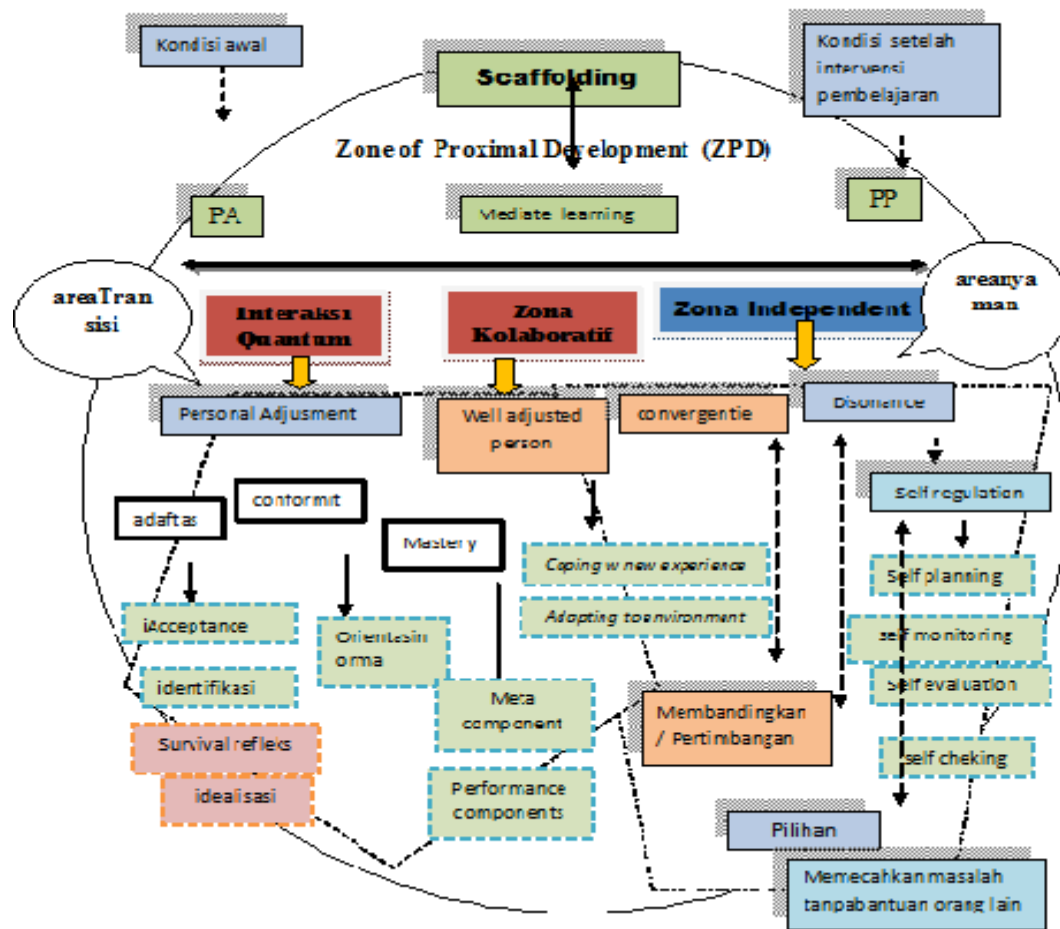 Kondisi awal
Scaffolding
Kondisi setelah
intervensi
pembelajaran
Zone of Proximal Development (ZPD)
PA
Mediate learning
PP
areaTran
sisi
areanya
man
Interaksi
Quantum
Zona
Kolaboratif
Zona Independent
Personal Adjusment
Well adjusted
person
convergentie
Disonance
Self regulation
adaftas
conformit
Mastery
Coping w new experience
Adopting to environment
Self planning
self monitoring
Self evaluation
self cheking
iAcceptance
identifikasi
Survival refleks
idealisasi
Orientasin
orma
Meta
component
Performance
components
Membandingkan
/ Pertimbangan
Pilihan
Memecahkan masalah
tanpabantuan orang lain